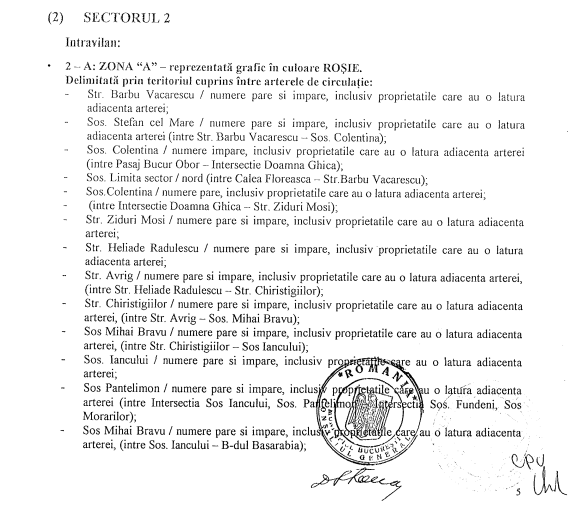 (2) SECTORUL 2
Intravilan:
• 2 – A: ZONA “A” – reprezentată grafic în culoare ROȘIE.
Delimitată prin teritoriul cuprins între arterele de circulație:
- Str. Barbu Vacarescu / numere pare si impare, inclusiv proprietatile care au o latura
adiacenta arterei;
- Sos. Stefan cel Mare / numere pare si impare, inclusiv proprietatile care au o latura
adiacenta arterei (intre Str. Barbu Vacarescu – Sos. Colentina);
- Sos. Colentina / numere pare si impare, inclusiv proprietatile care au o latura adiacenta arterei
(intre Pasaj Bucur Obor – Intersectie Doamna Ghica);
- Sos. Limita sector / nord (intre Calea Floreasca – Str.Barbu Vacarescu);
- Sos.Colentina / numere pare, inclusiv proprietatile care au o latura adiacenta arterei;
- (intre Intersectie Doamna Ghica – Str. Ziduri Mosi);
- Str. Ziduri Mosi / numere pare si impare, inclusiv proprietatile care au o latura adiacenta
arterei;
- Str. Heliade Radulescu / numere pare si impare, inclusiv proprietatile care au o latura
adiacenta arterei;
- Str. Avrig / numere pare si impare, inclusiv proprietatile care au o latura adiacenta arterei,
(intre Str. Heliade Radulescu – Str. Chiristigiilor);
- Str. Chiristigiilor / numere pare si impare, inclusiv proprietatile care au o latura adiacenta
arterei, (intre Str. Avrig – Sos. Mihai Bravu);
- Sos Mihai Bravu / numere pare si impare, inclusiv proprietatile care au o latura adiacenta
arterei, (intre Str. Chiristigiilor – Sos Iancului);
- Sos. Iancului / numere pare si impare, inclusiv proprietatile care au o latura adiacenta
arterei;
- Sos Pantelimon / numere pare si impare, inclusiv proprietatile care au o latura adiacenta
arterei (intre Intersectia Sos Iancului, Sos. Pantelimon – Intersectia Sos. Fundeni, Sos
Morarilor);
- Sos Mihai Bravu / numere pare si impare, inclusiv proprietatile care au o latura adiacenta
arterei, (intre Sos. Iancului – B-dul Basarabia);
*ROMANIA*
BUCUREȘTI
CONSILIUL GENERAL